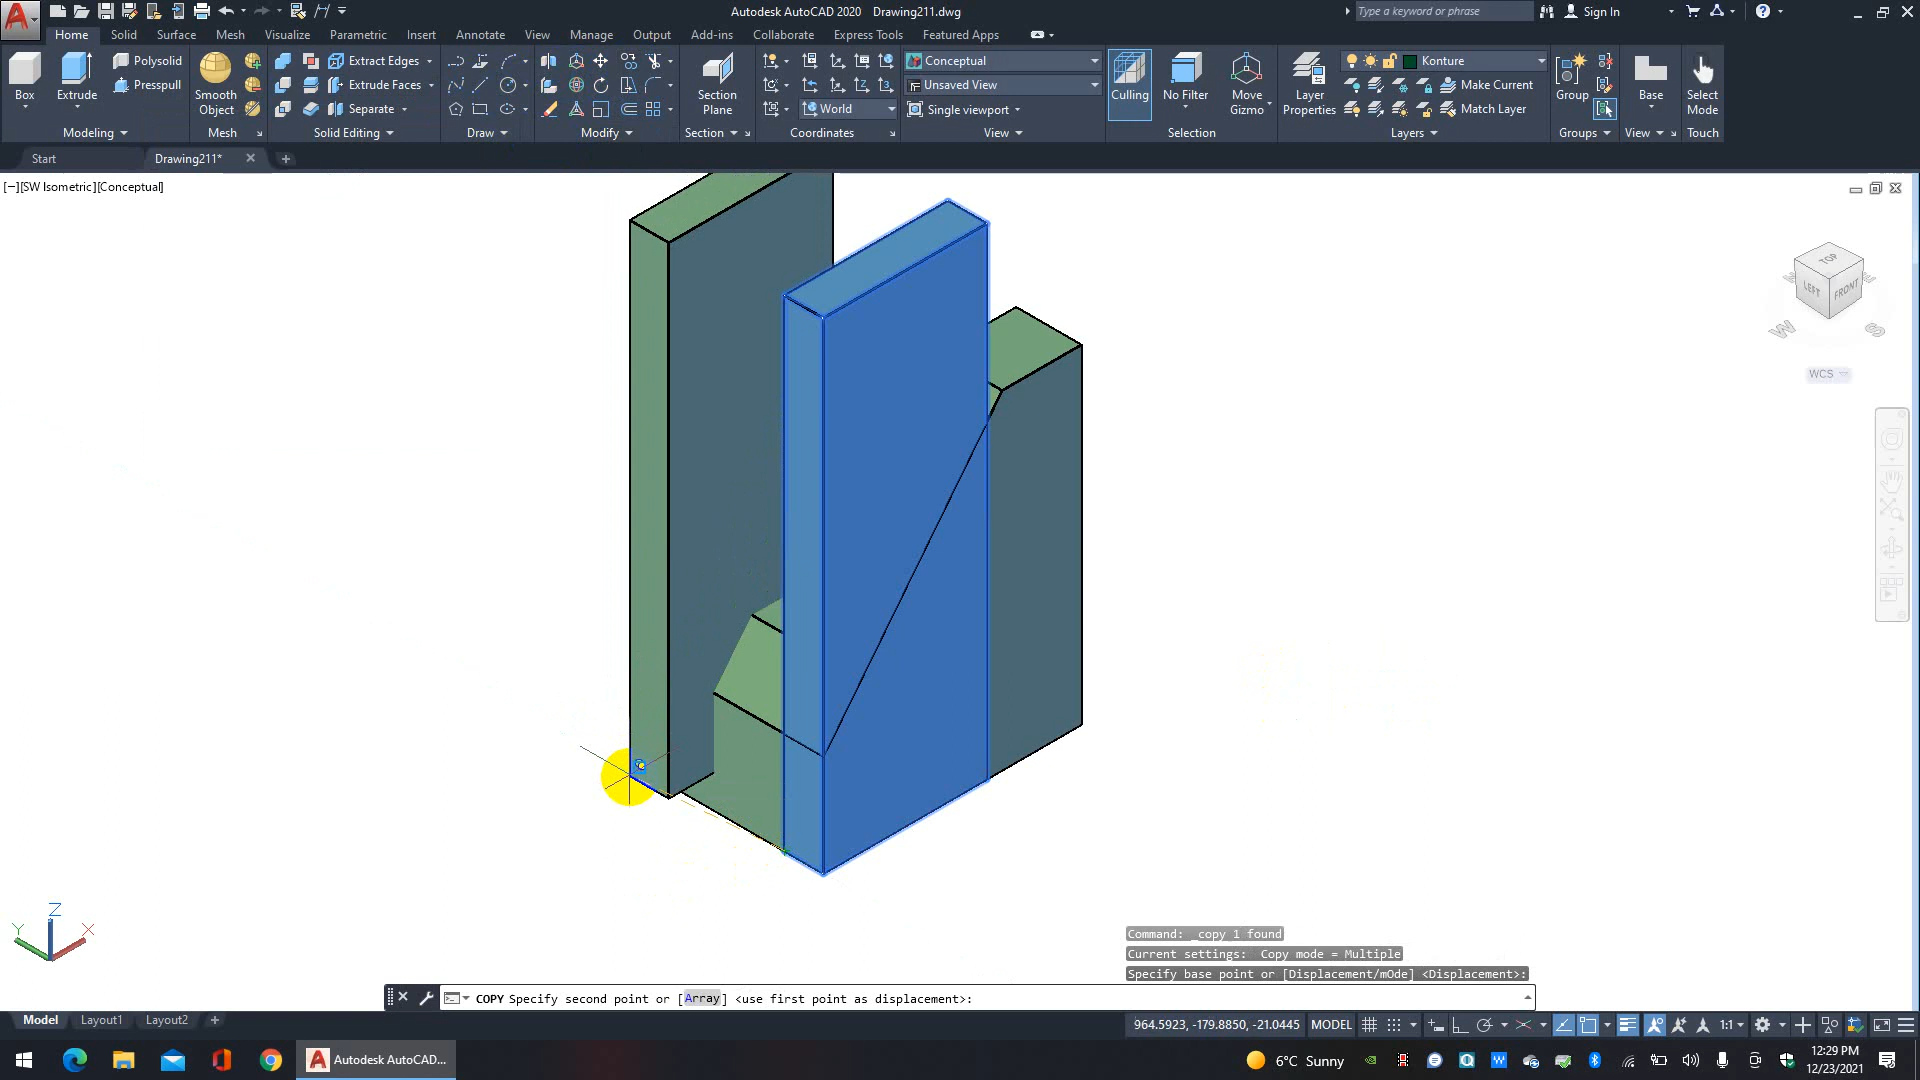 Autodesk AutoCAD 2020 Drawing211.dwg
Type a keyword or phrase
Sign In
Home Solid Surface Mesh Visualize Parametric Insert Annotate View Manage Output Add-ins Collaborate Express Tools Featured Apps
Box
Extrude
Polysolid
Presspull
Modeling
Smooth
Object
Mesh
Extract Edges
Extrude Faces
Separate
Solid Editing
Draw
Modify
Section
Plane
Section
World
Coordinates
Conceptual
Unsaved View
Single viewport
View
Culling
No Filter
Move
Gizmo
Selection
Layer
Properties
Konture
Make Current
Match Layer
Layers
Group
Groups
Base
View
Select
Mode
Touch
Start
Drawing211*
[−][SW Isometric][Conceptual]
TOP
LEFT
FRONT
W
S
WCS
Z
Y
X
Command: _copy 1 found
Current settings: Copy mode = Multiple
Specify base point or [Displacement/mOde] <Displacement>:
COPY Specify second point or [Array] <use first point as displacement>:
Model Layout1 Layout2
964.5923, -179.8850, -21.0445 MODEL
1:1
Autodesk AutoCAD...
6°C Sunny
12:29 PM
12/23/2021